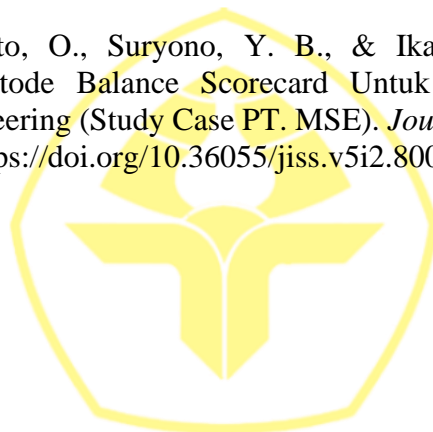 to, O., Suryono, Y. B., & Ika
tode Balance Scorecard Untuk
eering (Study Case PT. MSE). Jou
ps://doi.org/10.36055/jiss.v5i2.800